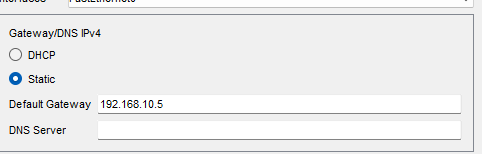 Gateway/DNS IPv4
DHCP
Static
Default Gateway 192.168.10.5
DNS Server